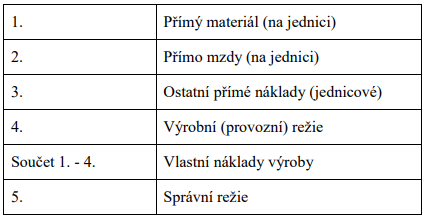 1. Přímý materiál (na jednici)
2. Přímo mzdy (na jednici)
3. Ostatní přímé náklady (jednicové)
4. Výrobní (provozní) režie
Součet 1. - 4. Vlastní náklady výroby
5. Správní režie